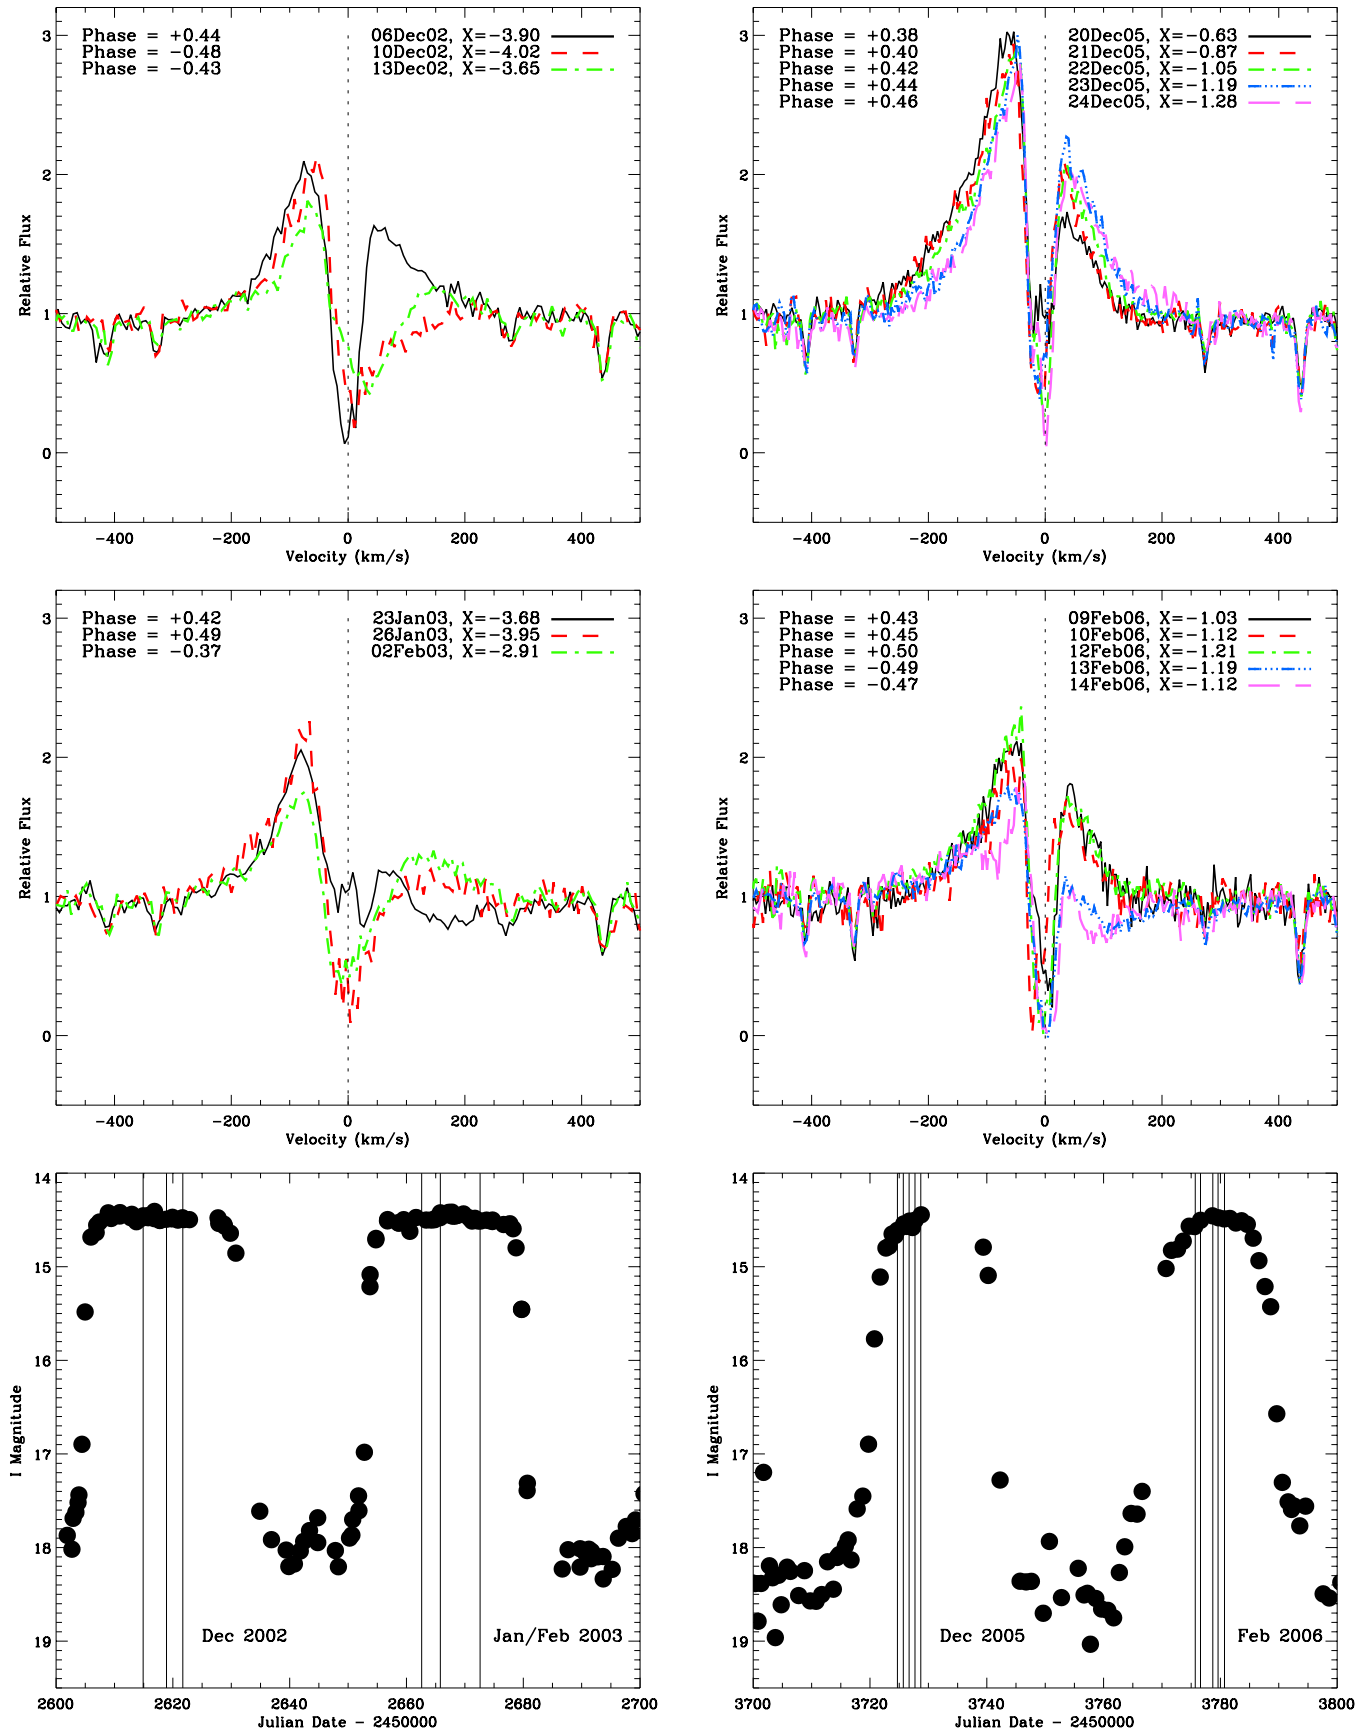 Phase = +0.44 06Dec02, X=−3.90
Phase = −0.48 10Dec02, X=−4.02
Phase = −0.43 13Dec02, X=−3.65
3
2
1
0
Relative Flux
−400 −200 0 200 400
Velocity (km/s)
Phase = +0.38 20Dec05, X=−0.63
Phase = +0.40 21Dec05, X=−0.87
Phase = +0.42 22Dec05, X=−1.05
Phase = +0.44 23Dec05, X=−1.19
Phase = +0.46 24Dec05, X=−1.28
3
2
1
0
Relative Flux
−400 −200 0 200 400
Velocity (km/s)
Phase = +0.42 23Jan03, X=−3.68
Phase = +0.49 26Jan03, X=−3.95
Phase = −0.37 02Feb03, X=−2.91
3
2
1
0
Relative Flux
−400 −200 0 200 400
Velocity (km/s)
Phase = +0.43 09Feb06, X=−1.03
Phase = +0.45 10Feb06, X=−1.12
Phase = +0.50 12Feb06, X=−1.21
Phase = −0.49 13Feb06, X=−1.19
Phase = −0.47 14Feb06, X=−1.12
3
2
1
0
Relative Flux
−400 −200 0 200 400
Velocity (km/s)
14
15
16
17
18
19
I Magnitude
Dec 2002 Jan/Feb 2003
2600 2620 2640 2660 2680 2700
Julian Date − 2450000
14
15
16
17
18
19
I Magnitude
Dec 2005 Feb 2006
3700 3720 3740 3760 3780 3800
Julian Date − 2450000